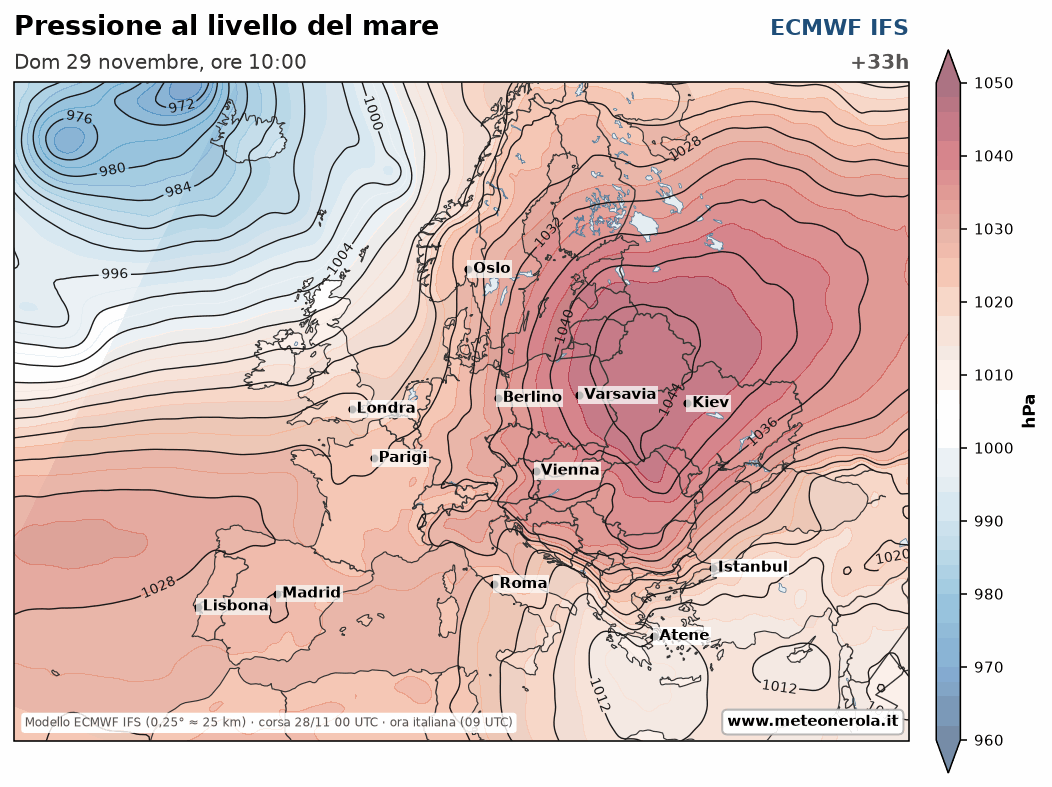 Pressione al livello del mare
ECMWF IFS
Dom 29 novembre, ore 10:00
+33h
976
972
1000
980
984
1028
1032
1004
996
Oslo
1040
1044
Berlino
Varsavia
Kiev
Londra
1036
Parigi
Vienna
1020
Istanbul
Roma
1028
Madrid
Lisbona
Atene
1012
1012
Modello ECMWF IFS (0,25° ≈ 25 km) · corsa 28/11 00 UTC · ora italiana (09 UTC)
www.meteonerola.it
1050
1040
1030
1020
1010
1000
990
980
970
960
hPa